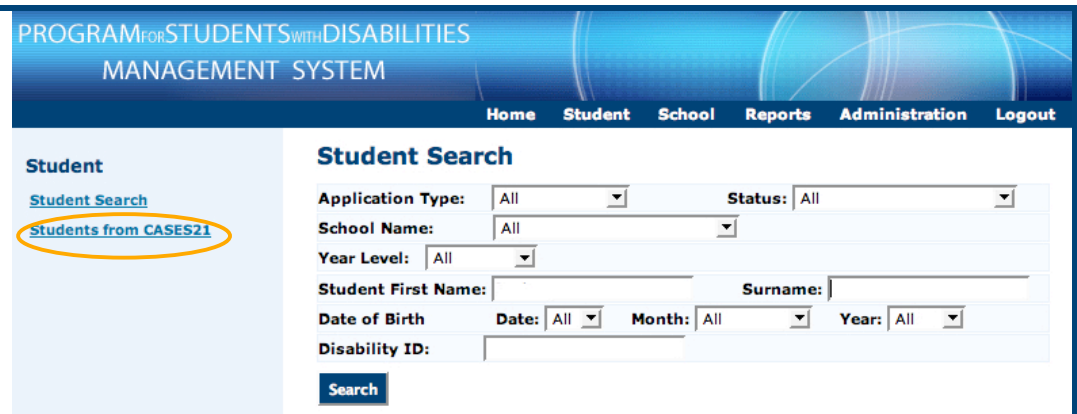 PROGRAMFORSTUDENTSWITHDISABILITIES
MANAGEMENT SYSTEM
Home Student School Reports Administration Logout
Student
Student Search
Students from CASES21
Student Search
Application Type: All Status: All
School Name: All
Year Level: All
Student First Name: Surname:
Date of Birth Date: All Month: All Year: All
Disability ID:
Search